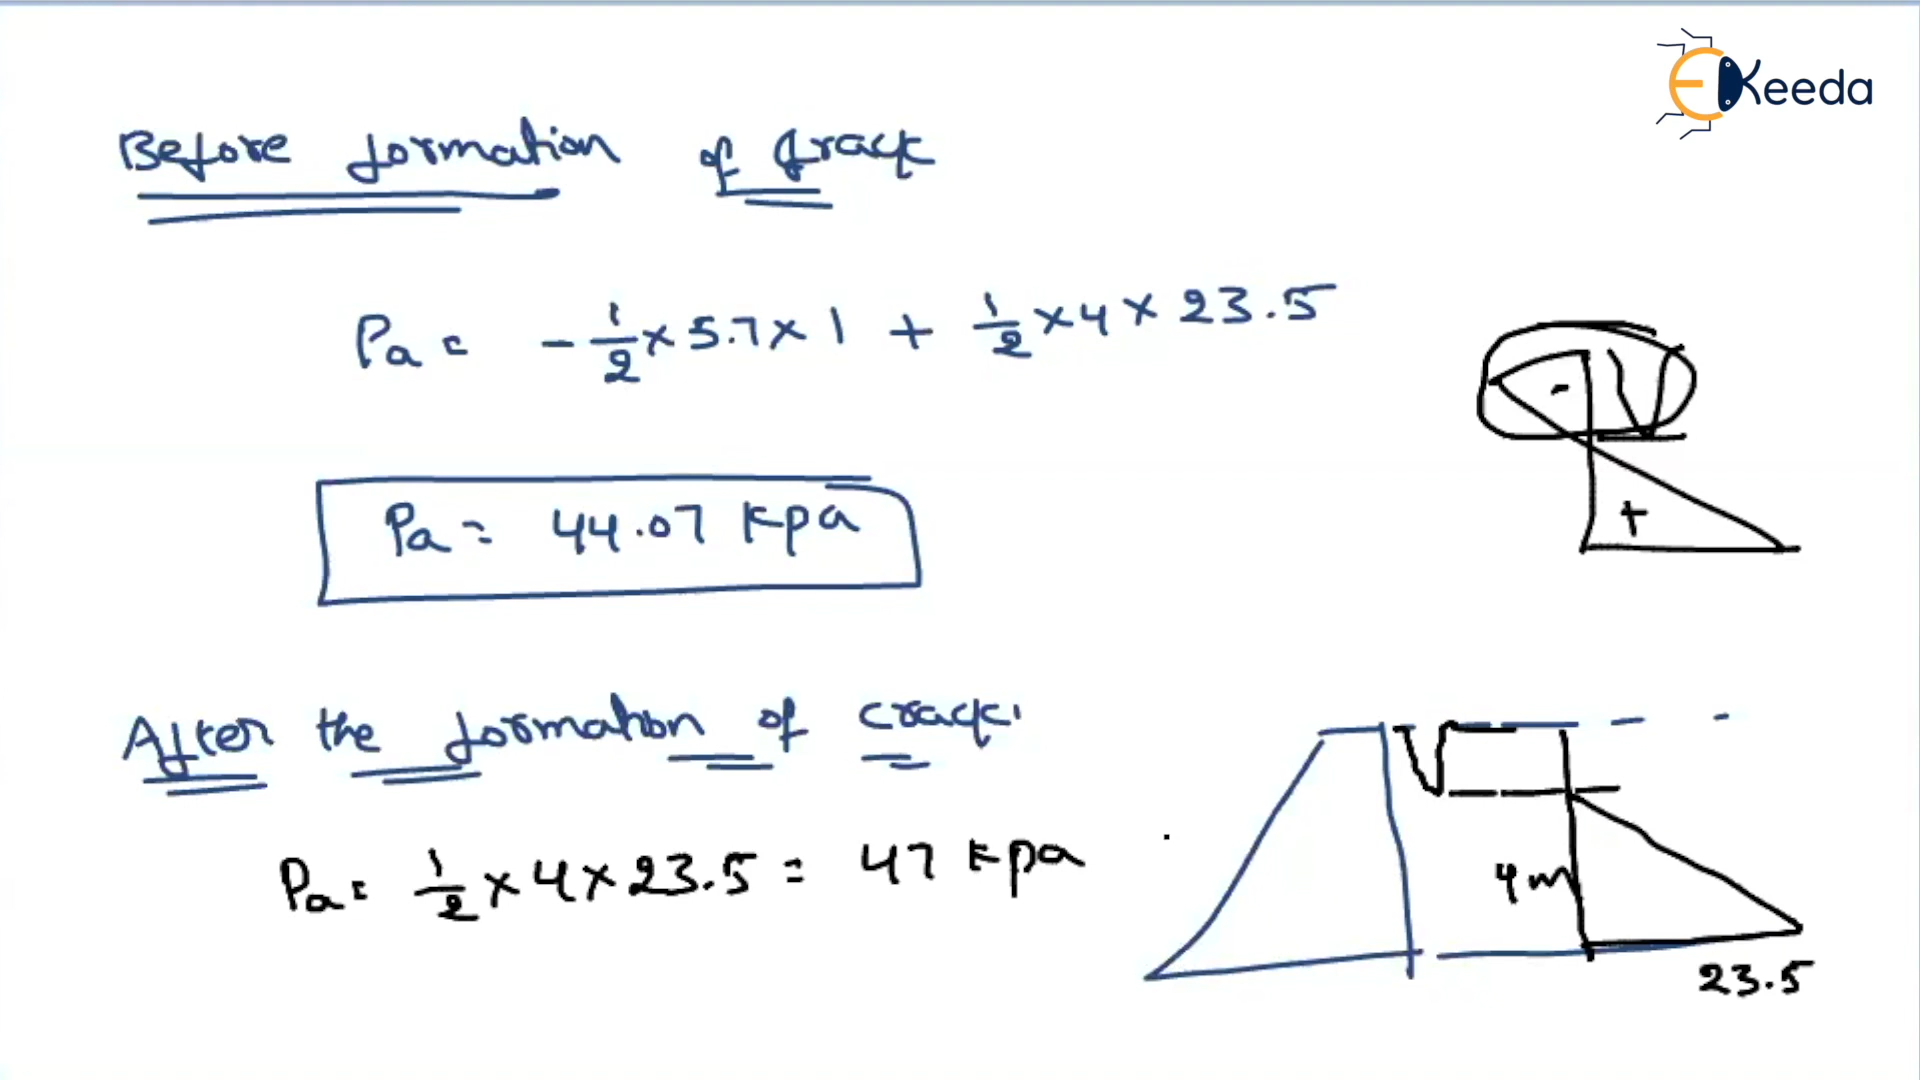 EKeeda
Before formation of crack
Pa = - 1/2 × 5.7 × 1 + 1/2 × 4 × 23.5
-
+
Pa = 44.07 kpa
After the formation of crack
Pa = 1/2 × 4 × 23.5 = 47 kpa
4m
23.5